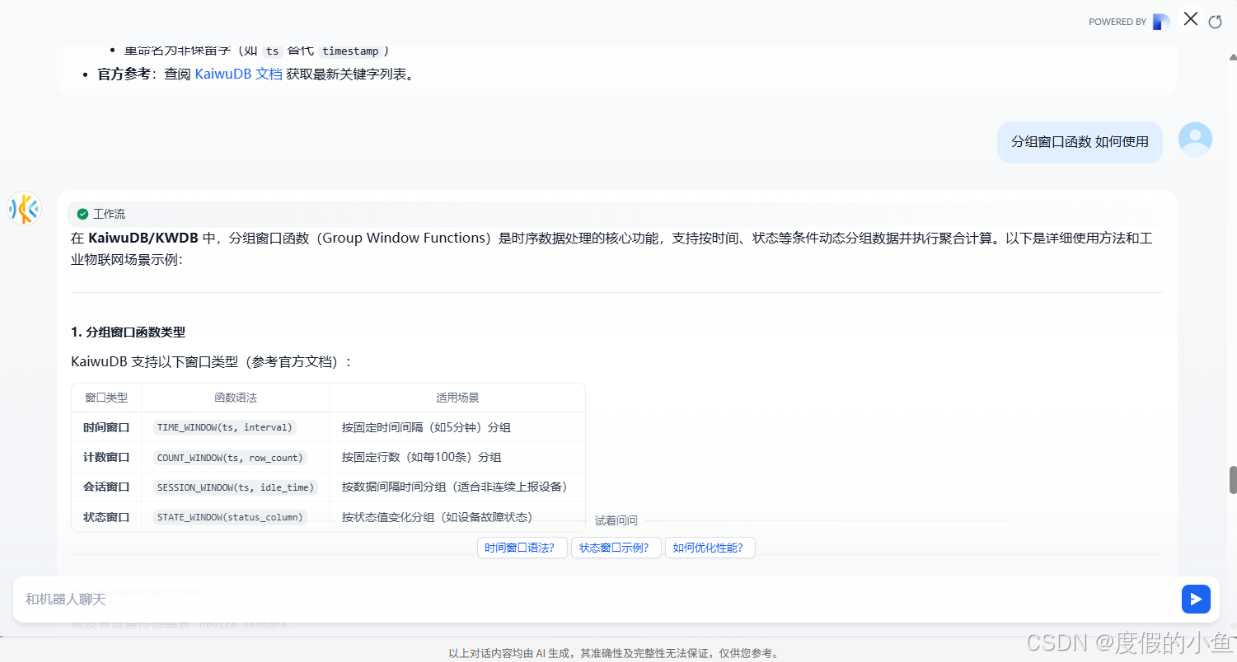 POWERED BY
• 重命名为非保留字（如 ts 替代 timestamp）
• 官方参考：查阅 KaiwuDB 文档 获取最新关键字列表。
分组窗口函数 如何使用
工作流
在 KaiwuDB/KWDB 中，分组窗口函数（Group Window Functions）是时序数据处理的核心功能，支持按时间、状态等条件动态分组数据并执行聚合计算。以下是详细使用方法和工
业物联网场景示例：
1. 分组窗口函数类型
KaiwuDB 支持以下窗口类型（参考官方文档）：
窗口类型 函数语法 适用场景
时间窗口 TIME_WINDOW(ts, interval) 按固定时间间隔（如5分钟）分组
计数窗口 COUNT_WINDOW(ts, row_count) 按固定行数（如每100条）分组
会话窗口 SESSION_WINDOW(ts, idle_time) 按数据间隔时间分组（适合非连续上报设备）
状态窗口 STATE_WINDOW(status_column) 按状态值变化分组（如设备故障状态）
试着问问
时间窗口语法? 状态窗口示例? 如何优化性能?
和机器人聊天
device_sensors
以上对话内容均由 AI 生成，其准确性及完整性无法保证，仅供您参考。
CSDN @度假的小鱼